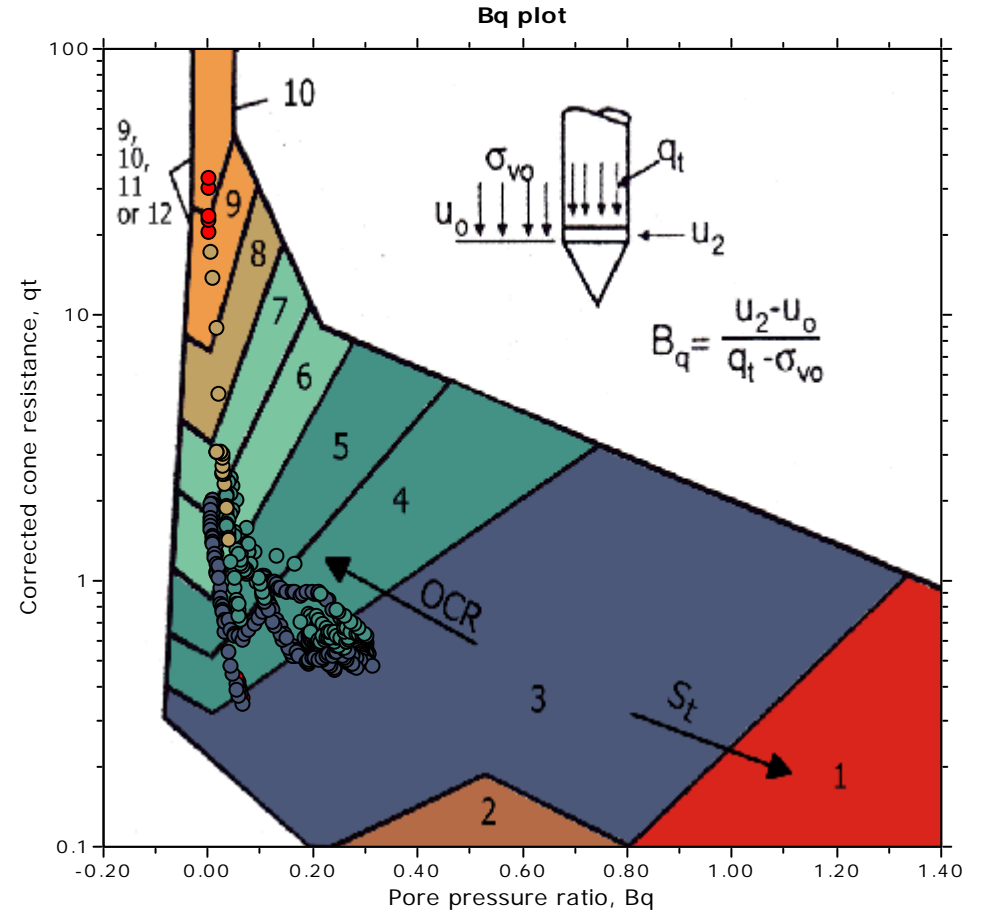 Bq plot
100
10
1
0.1
Corrected cone resistance, qt
-0.20
0.00
0.20
0.40
0.60
0.80
1.00
1.20
1.40
Pore pressure ratio, Bq
10
9,
10,
11
or 12
9
8
7
6
5
4
3
2
1
OCR
St
σvo
qt
uo
u2
Bq= u2-uo
qt -σvo